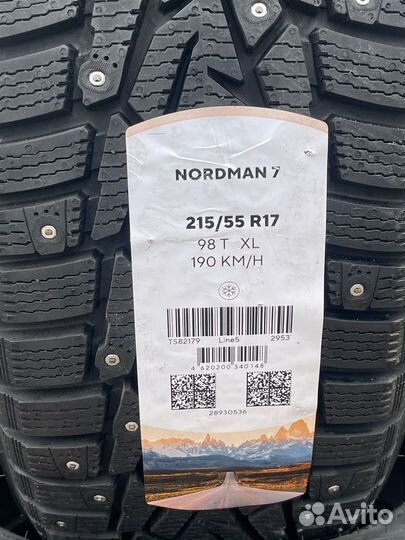 NORDMAN 7
215/55 R17
98 T XL
190 KM/H
TS82179 Line5 2953
4 620200 340148
28930536
Avito